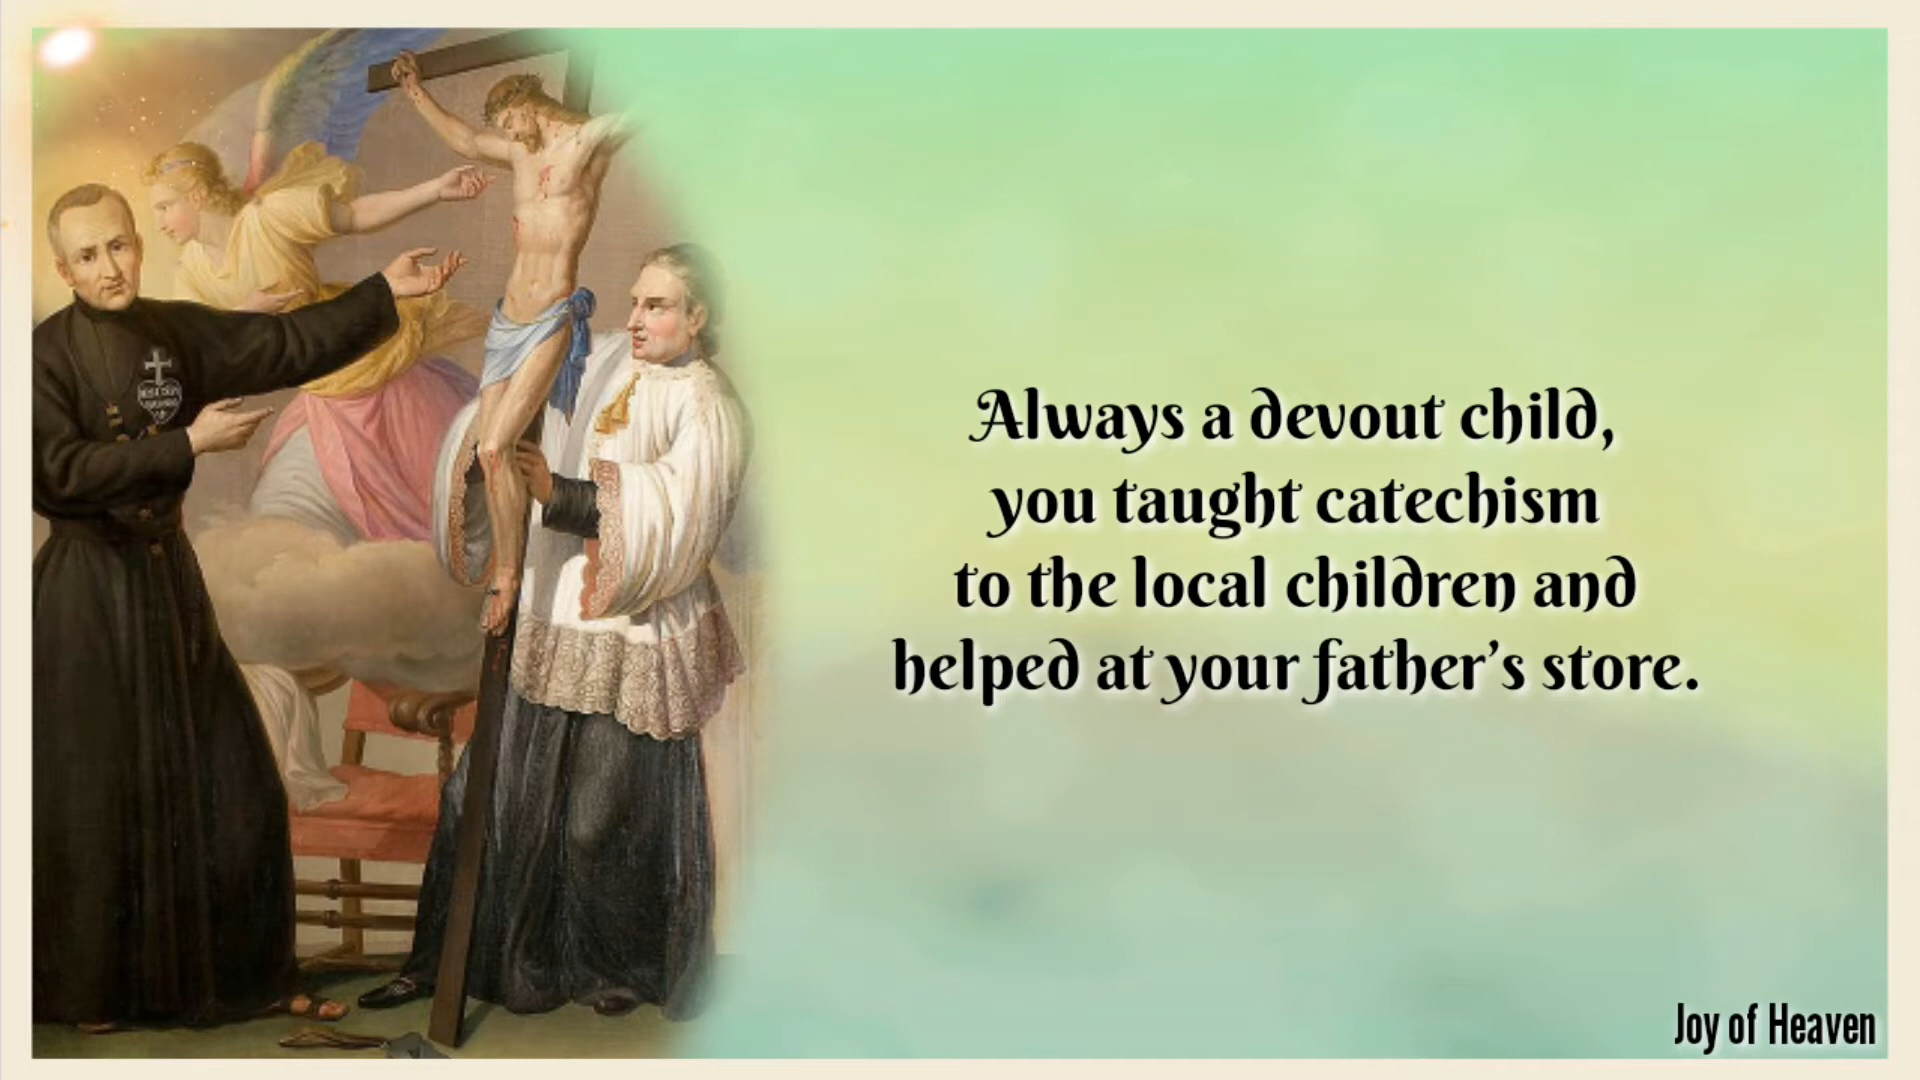 Always a devout child,
you taught catechism
to the local children and
helped at your father's store.
Joy of Heaven